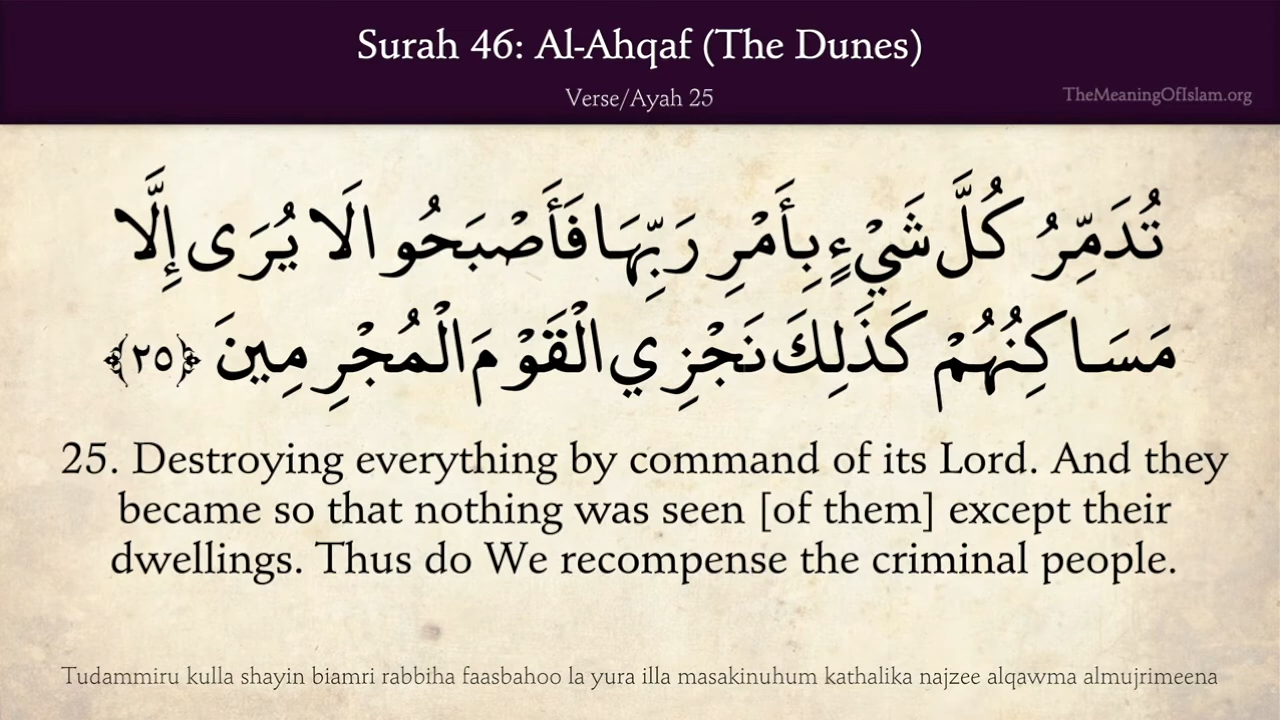 Surah 46: Al-Ahqaf (The Dunes)
Verse/Ayah 25
TheMeaningOfIslam.org
تُدَمِّرُ كُلَّ شَيْءٍ بِأَمْرِ رَبِّهَا فَأَصْبَحُوا لَا يُرَى إِلَّا
مَسَاكِنُهُمْ كَذَلِكَ نَجْزِي الْقَوْمَ الْمُجْرِمِينَ ﴿٢٥﴾
25. Destroying everything by command of its Lord. And they
became so that nothing was seen [of them] except their
dwellings. Thus do We recompense the criminal people.
Tudammiru kulla shayin biamri rabbiha faasbahoo la yura illa masakinuhum kathalika najzee alqawma almujrimeena